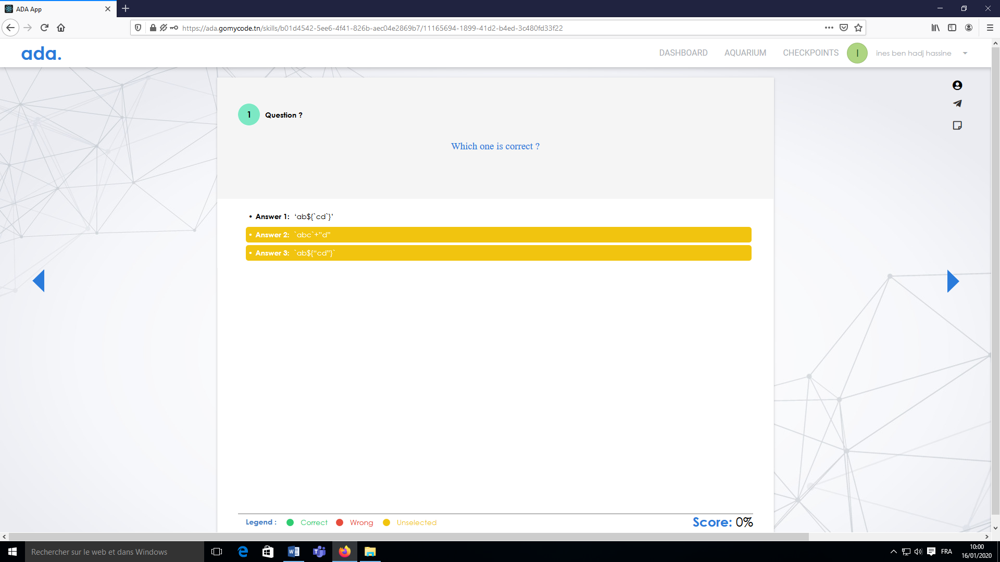 ADA App
https://ada.gomycode.tn/skills/b01d4542-5ee6-4f41-826b-aec04e2869b7/11165694-1899-41d2-b4ed-3c480fd33f22
ada.
DASHBOARD AQUARIUM CHECKPOINTS I ines ben hadj hassine
1 Question ?
Which one is correct ?
• Answer 1: ‘ab${`cd`}’
• Answer 2: `abc`+”d”
• Answer 3: `ab${“cd”}`
Legend : Correct Wrong Unselected
Score: 0%
Rechercher sur le web et dans Windows
FRA
10:00
16/01/2020